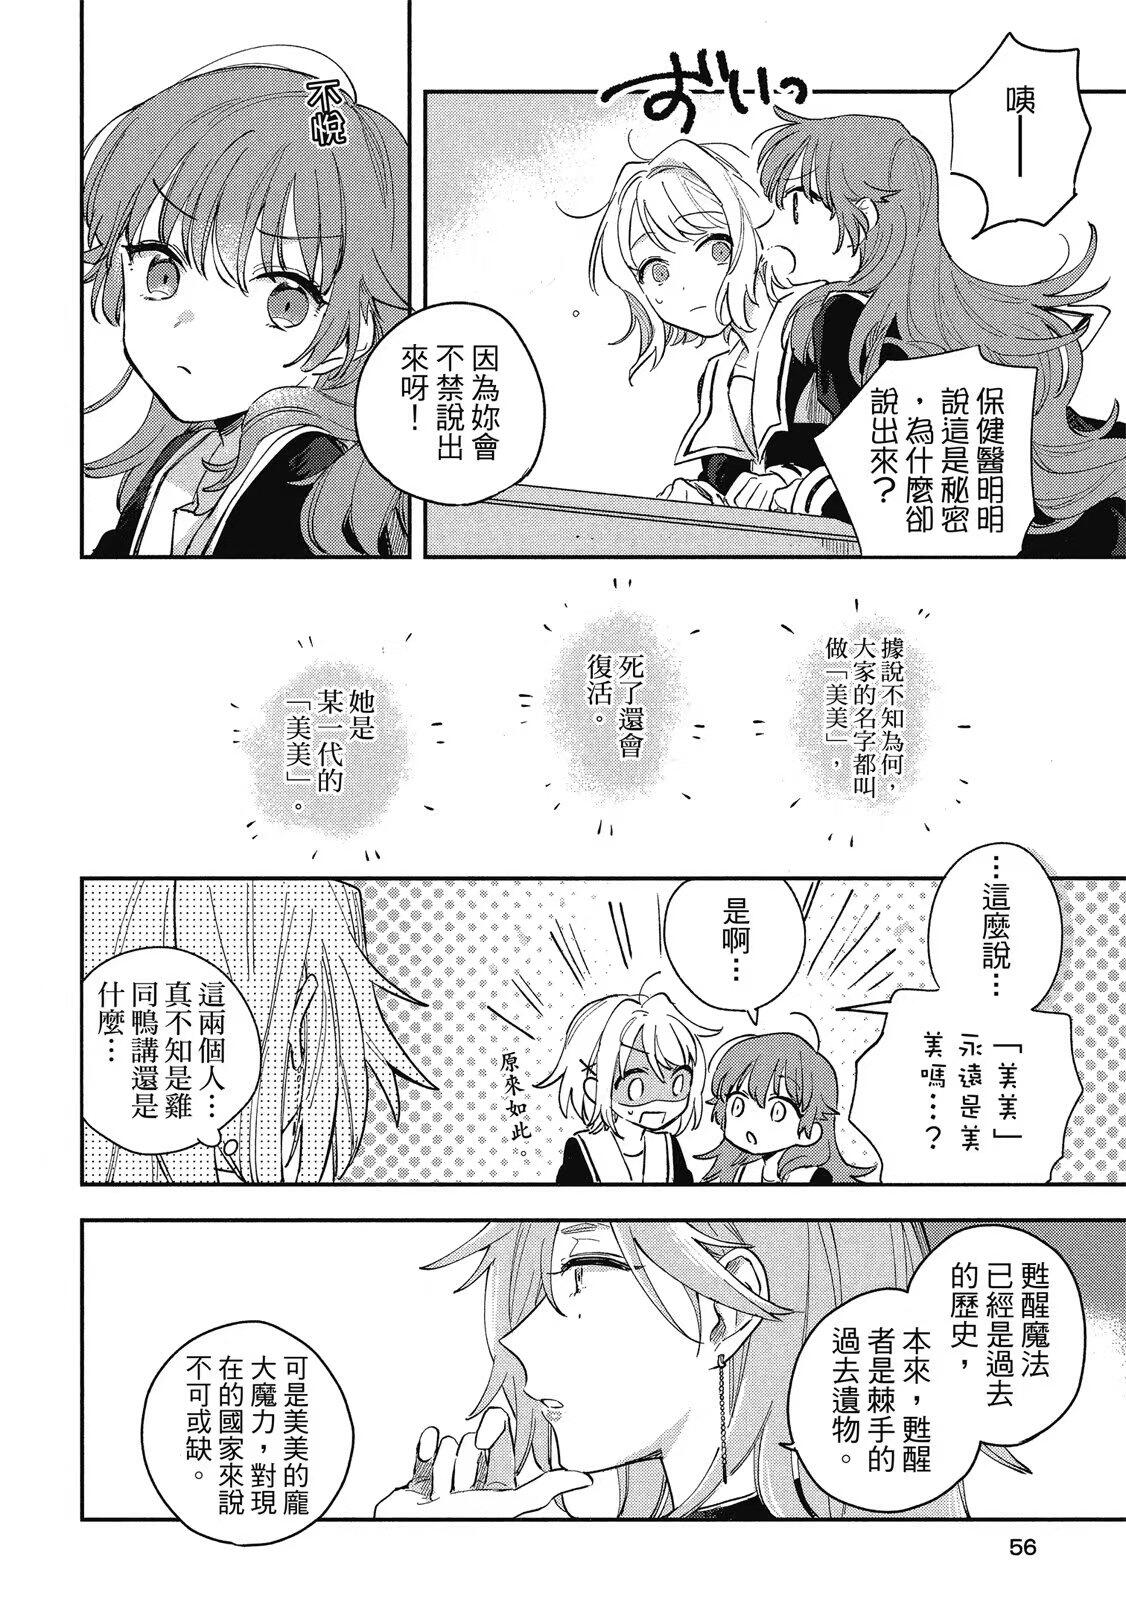 咦——
ずいっ
保健醫明明
說這是秘密
，為什麼卻
說出來？
因為妳會
不禁說出
來呀！
不悅
據說不知為何，
大家的名字都叫
做「美美」，
死了還會
復活。
她是
某一代的
「美美」。
…這麼說…
「美美」
永遠是美
美嗎…？
是啊…
原來如此。
這兩個人…
真不知是雞
同鴨講還是
什麼…
甦醒魔法
已經是過去
的歷史，
本來，甦醒
者是棘手的
過去遺物。
可是美美的龐
大魔力，對現
在的國家來說
不可或缺。
56